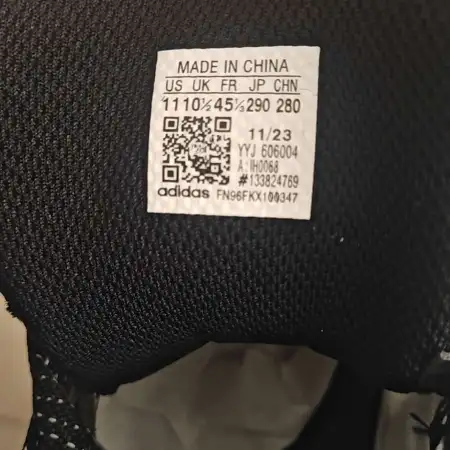 MADE IN CHINA
US UK FR JP CHN
11 10½ 45⅓ 290 280
11/23
YYJ 606004
A:IH0068
#133824769
adidas FN96FKX100347